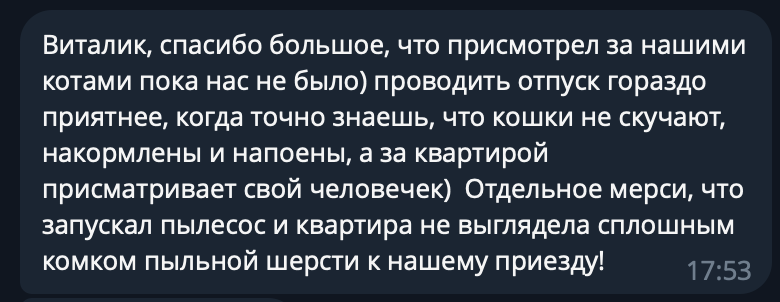 Виталик, спасибо большое, что присмотрел за нашими
котами пока нас не было) проводить отпуск гораздо
приятнее, когда точно знаешь, что кошки не скучают,
накормлены и напоены, а за квартирой
присматривает свой человечек)  Отдельное мерси, что
запускал пылесос и квартира не выглядела сплошным
комком пыльной шерсти к нашему приезду!
17:53